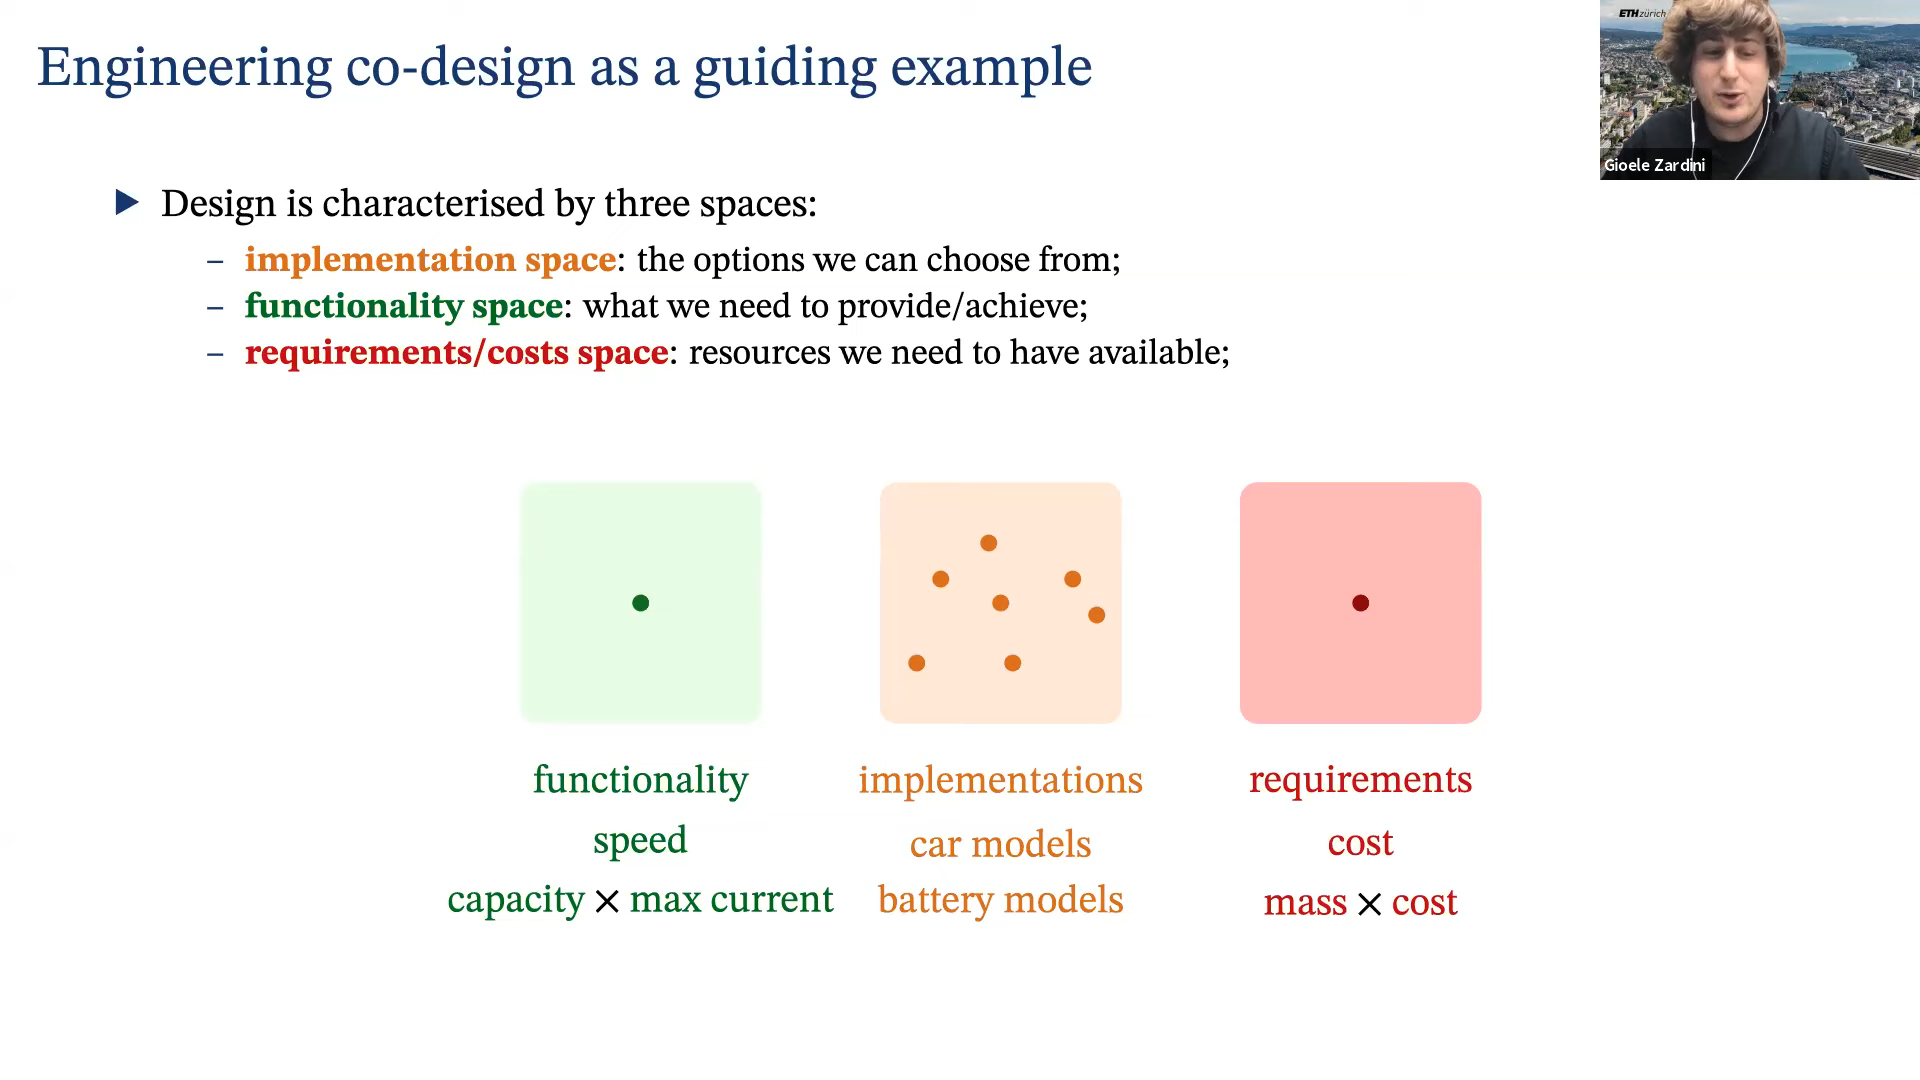 Engineering co-design as a guiding example
ETH zürich
Gioele Zardini
▶ Design is characterised by three spaces:
– implementation space: the options we can choose from;
– functionality space: what we need to provide/achieve;
– requirements/costs space: resources we need to have available;
functionality implementations requirements
speed car models cost
capacity × max current battery models mass × cost